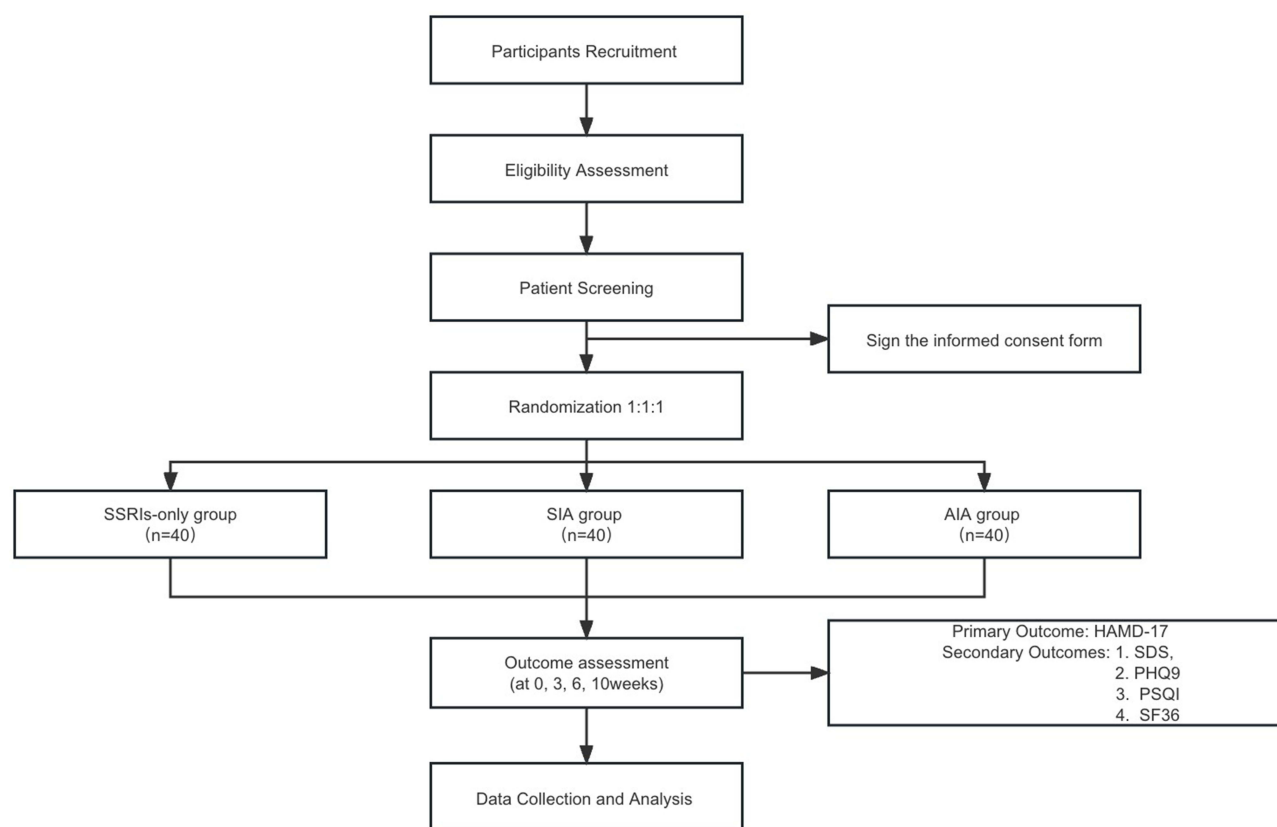 Participants Recruitment
Eligibility Assessment
Patient Screening
Sign the informed consent form
Randomization 1:1:1
SSRIs-only group
(n=40)
SIA group
(n=40)
AIA group
(n=40)
Outcome assessment
(at 0, 3, 6, 10weeks)
Primary Outcome: HAMD-17
Secondary Outcomes: 1. SDS,
2. PHQ9
3. PSQI
4. SF36
Data Collection and Analysis